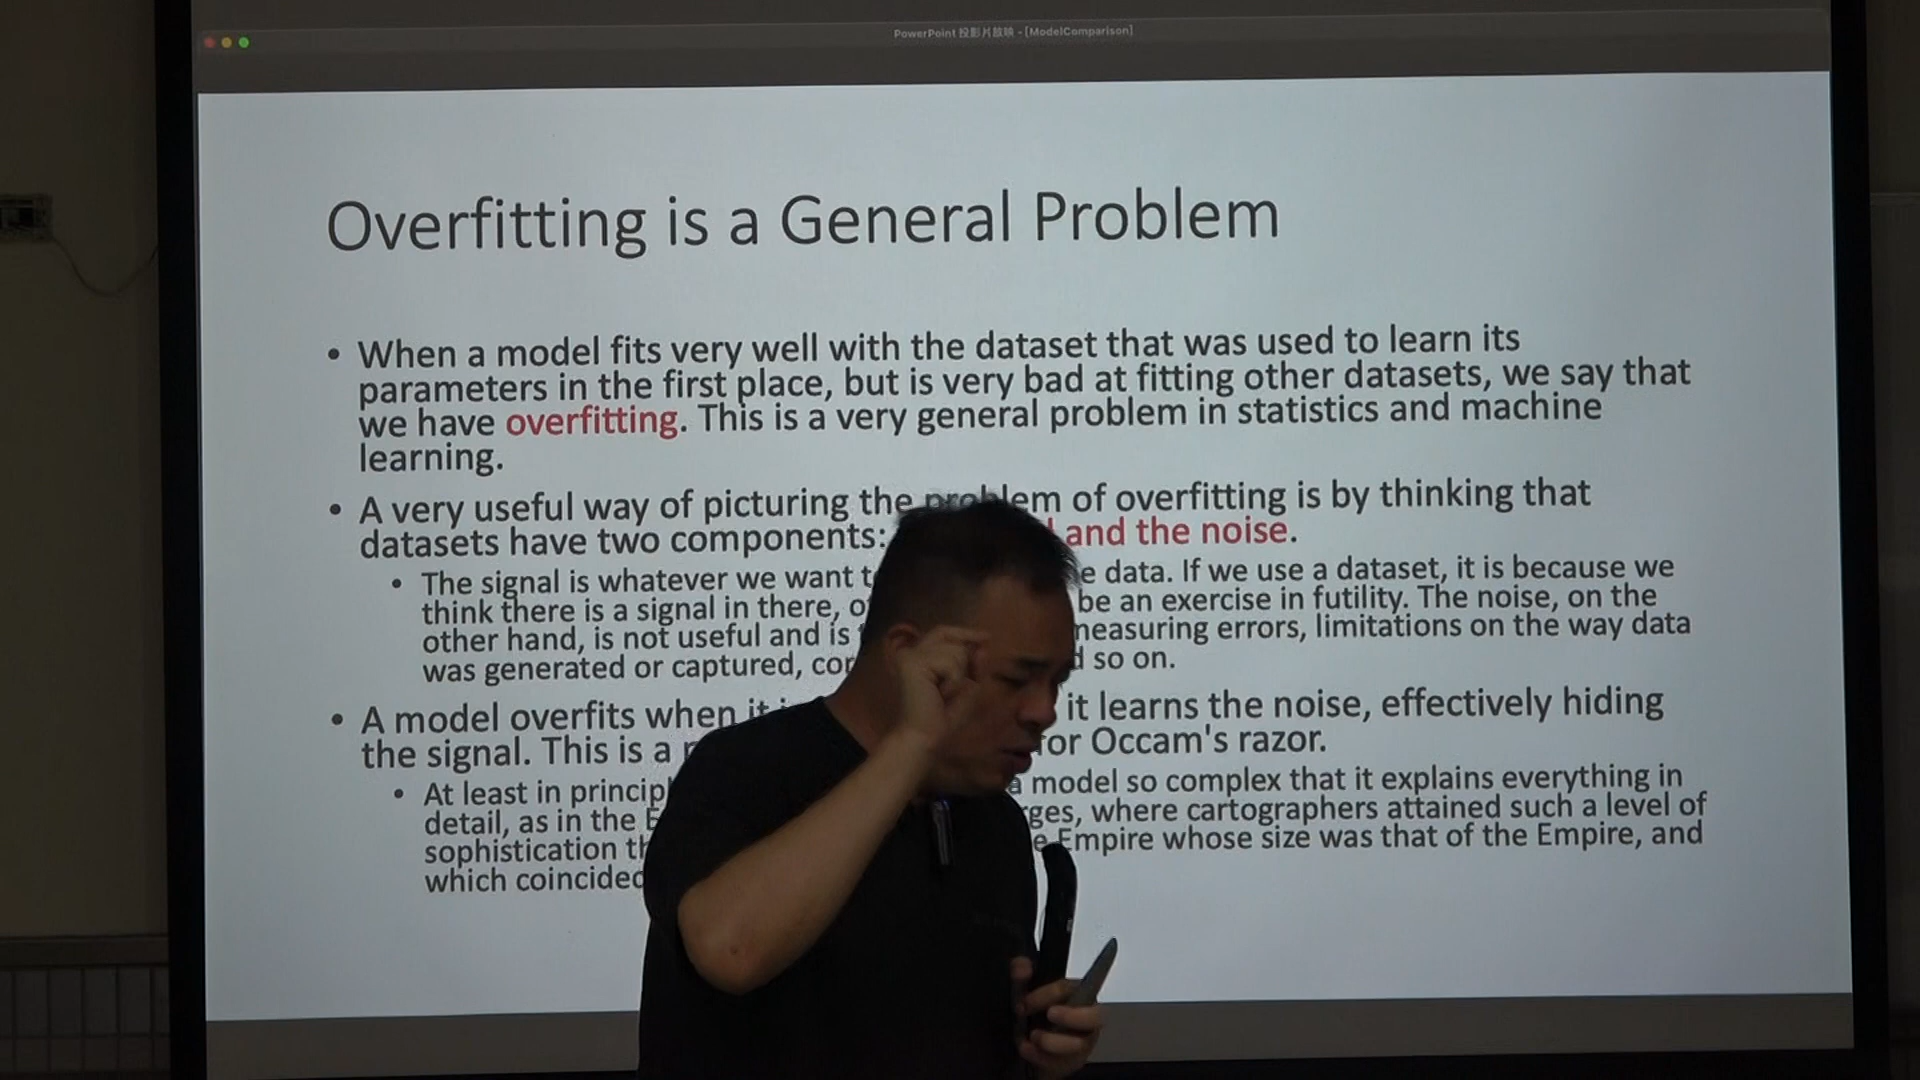 PowerPoint 投影片放映 - [ModelComparison]
Overfitting is a General Problem
• When a model fits very well with the dataset that was used to learn its
parameters in the first place, but is very bad at fitting other datasets, we say that
we have overfitting. This is a very general problem in statistics and machine
learning.
• A very useful way of picturing the problem of overfitting is by thinking that
datasets have two components: and the noise.
• The signal is whatever we want data. If we use a dataset, it is because we
think there is a signal in there, be an exercise in futility. The noise, on the
other hand, is not useful and is measuring errors, limitations on the way data
was generated or captured, so on.
• A model overfits when it it learns the noise, effectively hiding
the signal. This is a for Occam's razor.
• At least in a model so complex that it explains everything in
detail, as in the where cartographers attained such a level of
sophistication Empire whose size was that of the Empire, and
which coincided